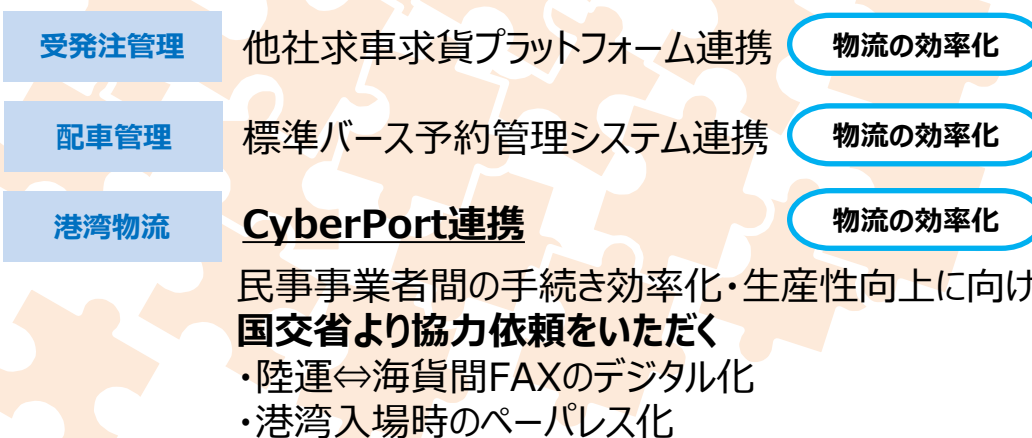 受発注管理 他社求車求貨プラットフォーム連携 物流の効率化
配車管理 標準バース予約管理システム連携 物流の効率化
港湾物流 CyberPort連携 物流の効率化
民事事業者間の手続き効率化・生産性向上に向け
国交省より協力依頼をいただく
・陸運⇔海貨間FAXのデジタル化
・港湾入場時のペーパレス化